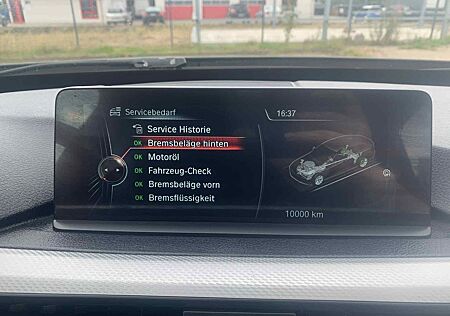 Servicebedarf
16:37
Service Historie
OK Bremsbeläge hinten
OK Motoröl
OK Fahrzeug-Check
OK Bremsbeläge vorn
OK Bremsflüssigkeit
10000 km